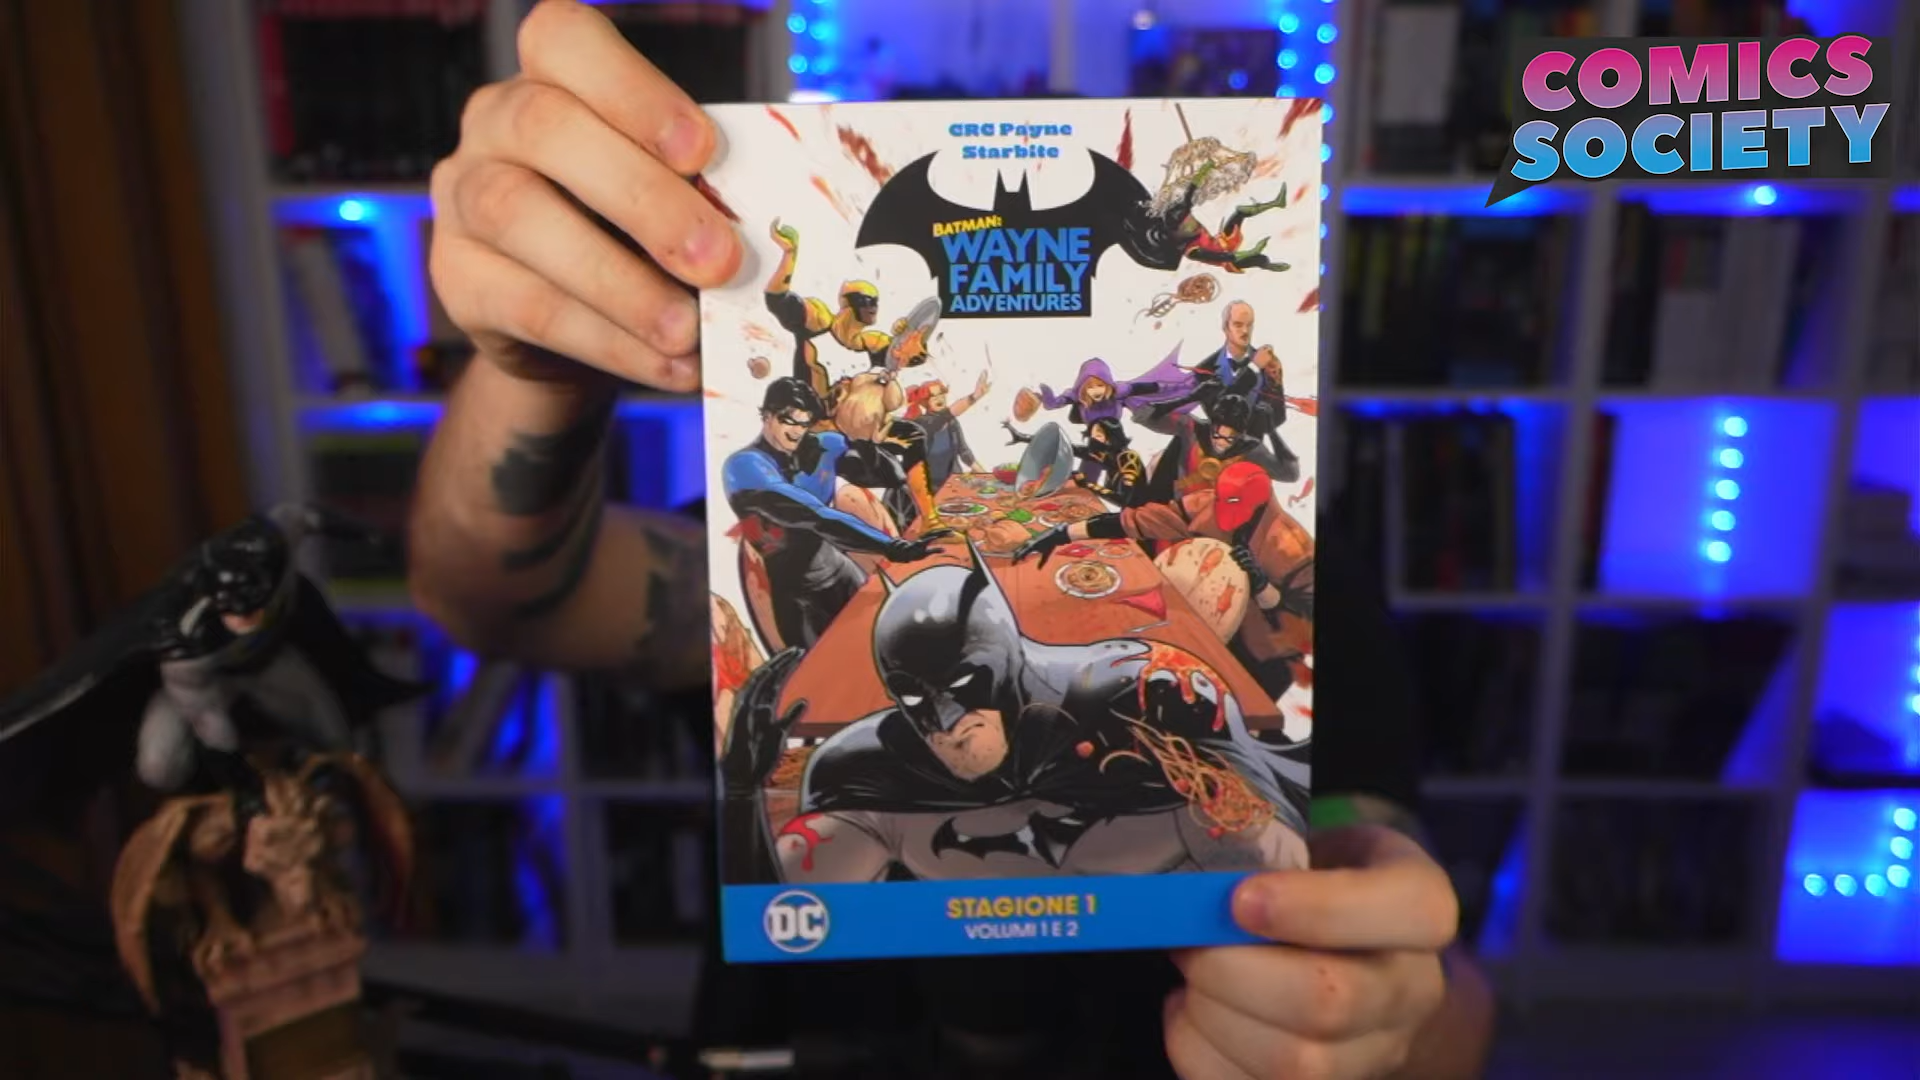 COMICS
SOCIETY
CRC Payne
Starbite
BATMAN:
WAYNE
FAMILY
ADVENTURES
DC
STAGIONE 1
VOLUMI 1 E 2